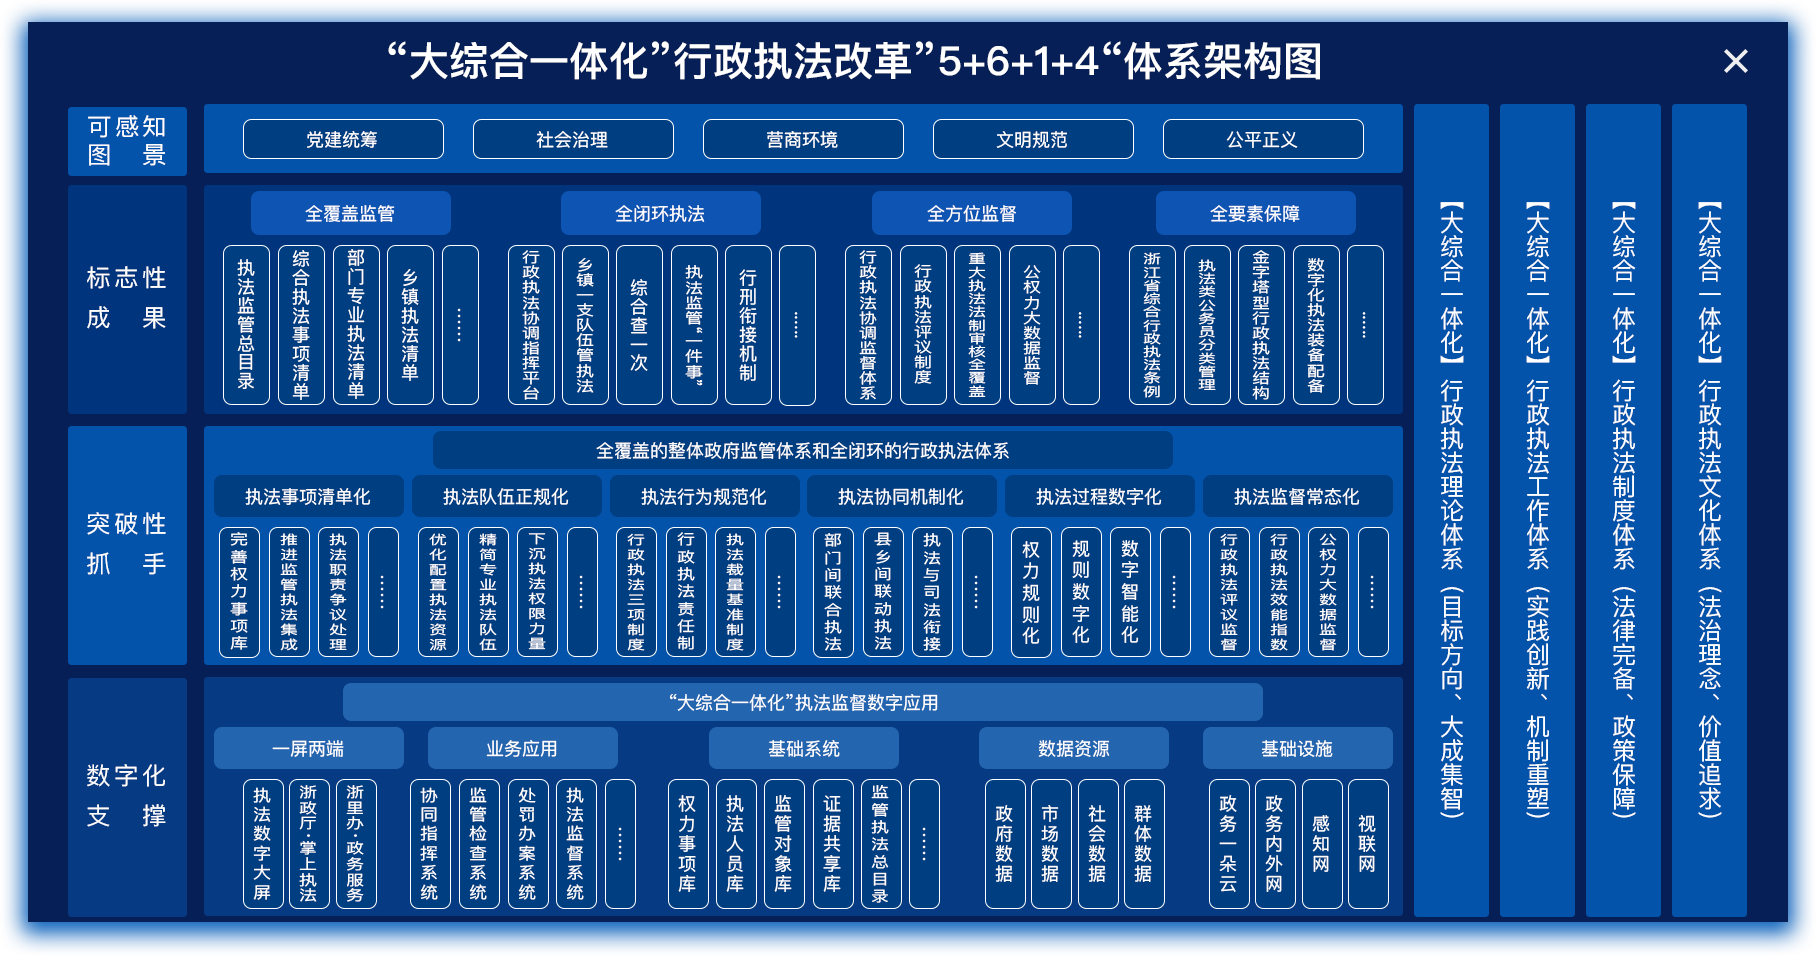 “大综合一体化”行政执法改革”5+6+1+4“体系架构图
可感知
图景
党建统筹
社会治理
营商环境
文明规范
公平正义
标志性
成果
全覆盖监管
执法监管总目录
综合执法事项清单
部门专业执法清单
乡镇执法清单
……
全闭环执法
行政执法协调指挥平台
乡镇一支队伍管执法
综合查一次
执法监管“一件事”
行刑衔接机制
……
全方位监督
行政执法协调监督体系
行政执法评议制度
重大执法法制审核全覆盖
公权力大数据监督
……
全要素保障
浙江省综合行政执法条例
执法类公务员分类管理
金字塔型行政执法结构
数字化执法装备配备
……
突破性
抓手
全覆盖的整体政府监管体系和全闭环的行政执法体系
执法事项清单化
完善权力事项库
推进监管执法集成
执法职责争议处理
……
执法队伍正规化
优化配置执法资源
精简专业执法队伍
下沉执法权限力量
……
执法行为规范化
行政执法三项制度
行政执法责任制
执法裁量基准制度
……
执法协同机制化
部门间联合执法
县乡间联动执法
执法与司法衔接
……
执法过程数字化
权力规则化
规则数字化
数字智能化
……
执法监督常态化
行政执法评议监督
行政执法效能指数
公权力大数据监督
……
数字化
支撑
“大综合一体化”执法监督数字应用
一屏两端
执法数字大屏
浙政厅·掌上执法
浙里办·政务服务
业务应用
协同指挥系统
监管检查系统
处罚办案系统
执法监督系统
……
基础系统
权力事项库
执法人员库
监管对象库
证据共享库
监管执法总目录
……
数据资源
政府数据
市场数据
社会数据
群体数据
基础设施
政务一朵云
政务内外网
感知网
视联网
【大综合一体化】行政执法理论体系（目标方向、大成集智）
【大综合一体化】行政执法工作体系（实践创新、机制重塑）
【大综合一体化】行政执法制度体系（法律完备、政策保障）
【大综合一体化】行政执法文化体系（法治理念、价值追求）